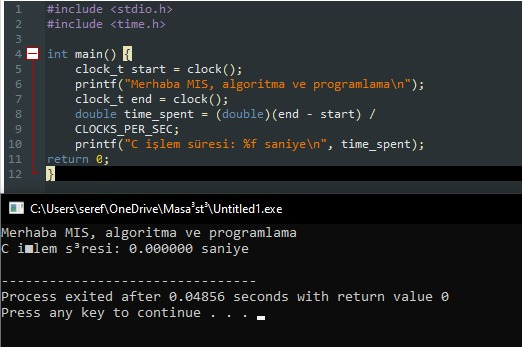 1 #include <stdio.h>
2 #include <time.h>
3
4 int main() {
5 clock_t start = clock();
6 printf("Merhaba MIS, algoritma ve programlama\n");
7 clock_t end = clock();
8 double time_spent = (double)(end - start) /
9 CLOCKS_PER_SEC;
10 printf("C işlem süresi: %f saniye\n", time_spent);
11 return 0;
12 }
C:\Users\seref\OneDrive\Masa³st³\Untitled1.exe
Merhaba MIS, algoritma ve programlama
C i■lem s³resi: 0.000000 saniye
--------------------------------
Process exited after 0.04856 seconds with return value 0
Press any key to continue . . .